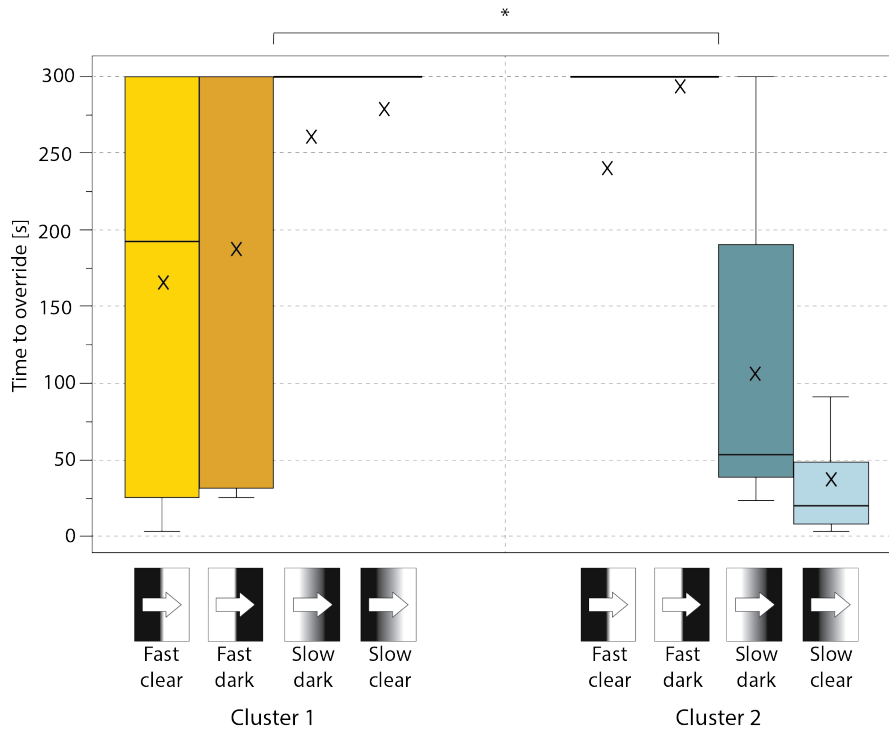 *
300
250
200
150
100
50
0
Time to override [s]
X X X X X X X X
Fast clear
Fast dark
Slow dark
Slow clear
Fast clear
Fast dark
Slow dark
Slow clear
Cluster 1
Cluster 2